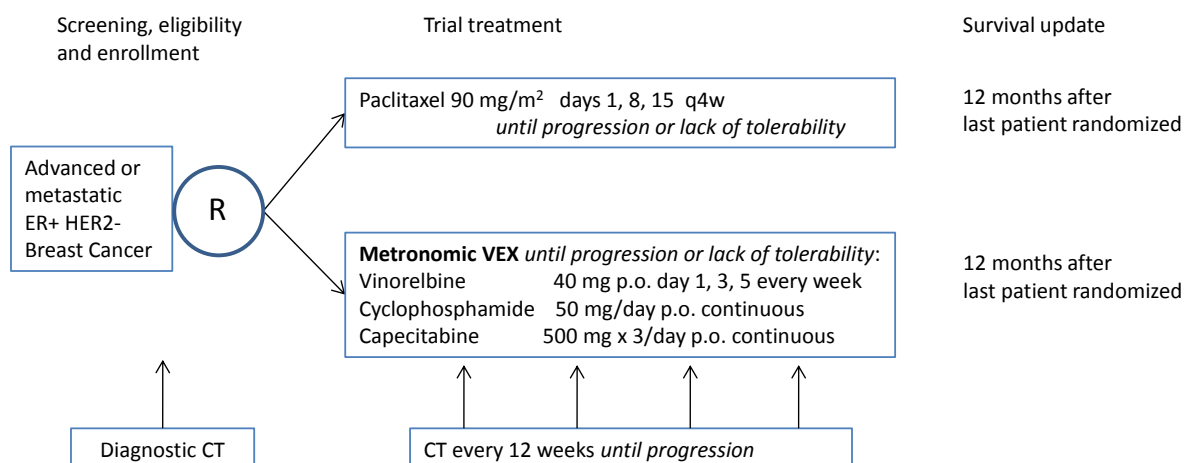 Screening, eligibility
and enrollment
Trial treatment
Survival update
Paclitaxel 90 mg/m² days 1, 8, 15 q4w
until progression or lack of tolerability
12 months after
last patient randomized
Advanced or
metastatic
ER+ HER2-
Breast Cancer
R
Metronomic VEX until progression or lack of tolerability:
Vinorelbine 40 mg p.o. day 1, 3, 5 every week
Cyclophosphamide 50 mg/day p.o. continuous
Capecitabine 500 mg x 3/day p.o. continuous
12 months after
last patient randomized
Diagnostic CT
CT every 12 weeks until progression